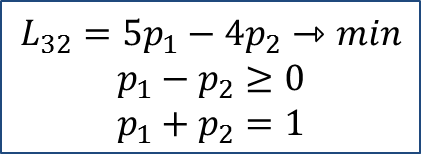 L₃₂ = 5p₁ − 4p₂ → min
p₁ − p₂ ≥ 0
p₁ + p₂ = 1